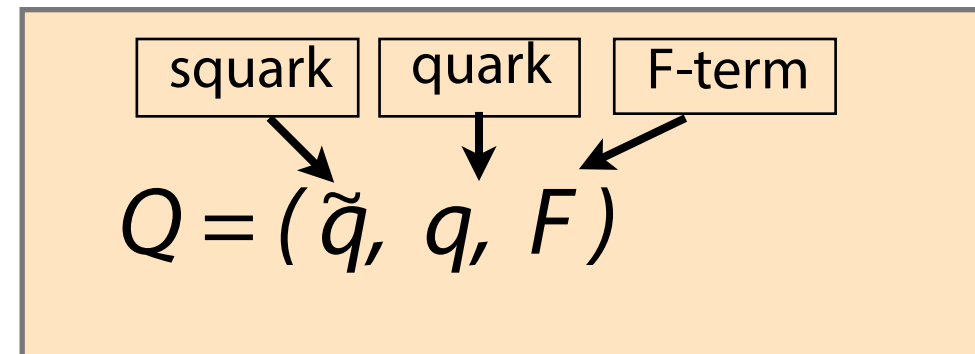 squark quark F-term
Q = ( q̃, q, F )